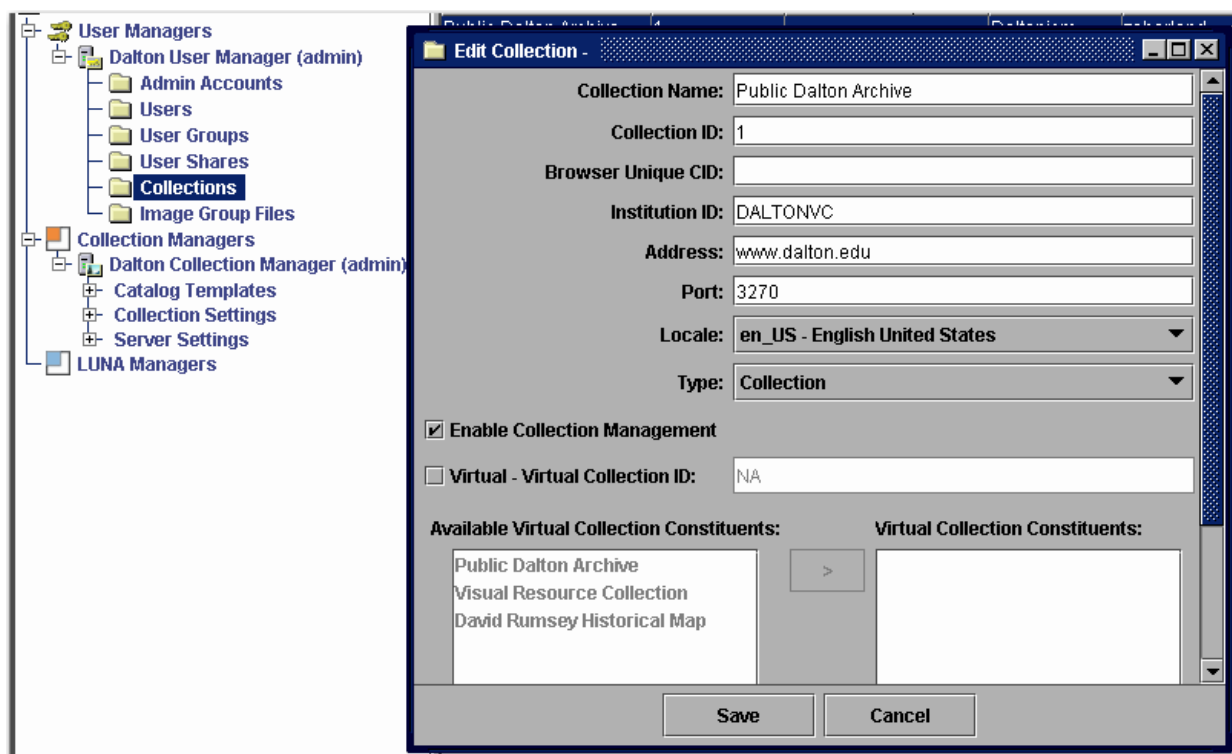 User Managers
Dalton User Manager (admin)
Admin Accounts
Users
User Groups
User Shares
Collections
Image Group Files
Collection Managers
Dalton Collection Manager (admin)
Catalog Templates
Collection Settings
Server Settings
LUNA Managers
Public Dalton Archive 1
Edit Collection -
Collection Name: Public Dalton Archive
Collection ID: 1
Browser Unique CID:
Institution ID: DALTONVC
Address: www.dalton.edu
Port: 3270
Locale: en_US - English United States
Type: Collection
Enable Collection Management
Virtual - Virtual Collection ID: NA
Available Virtual Collection Constituents: Virtual Collection Constituents:
Public Dalton Archive >
Visual Resource Collection
David Rumsey Historical Map
Save Cancel